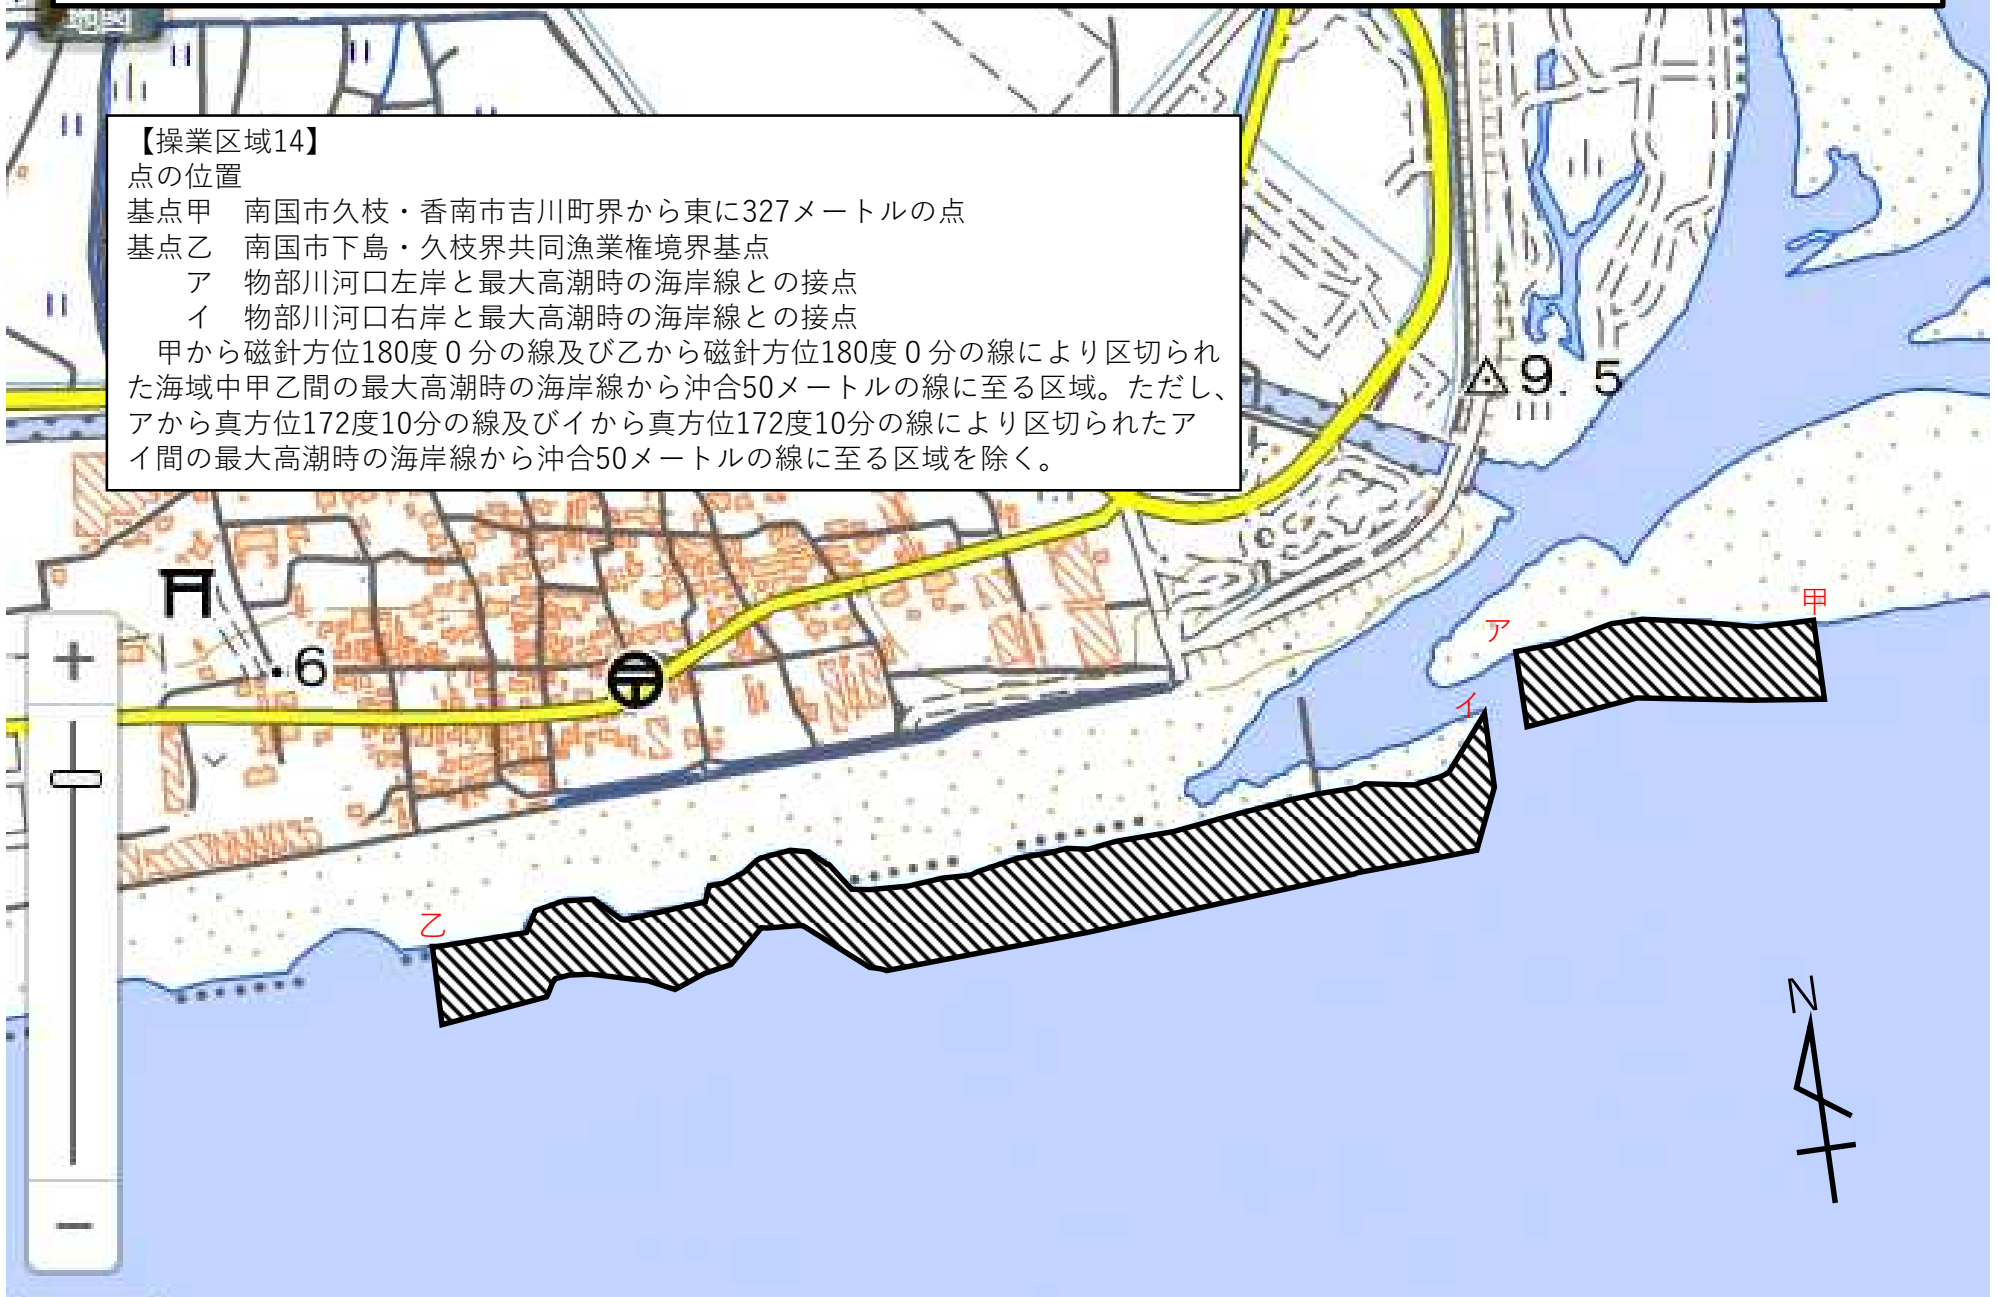 地図
【操業区域14】
点の位置
基点甲　南国市久枝・香南市吉川町界から東に327メートルの点
基点乙　南国市下島・久枝界共同漁業権境界基点
　　ア　物部川河口左岸と最大高潮時の海岸線との接点
　　イ　物部川河口右岸と最大高潮時の海岸線との接点
　甲から磁針方位180度０分の線及び乙から磁針方位180度０分の線により区切られ
た海域中甲乙間の最大高潮時の海岸線から沖合50メートルの線に至る区域。ただし、
アから真方位172度10分の線及びイから真方位172度10分の線により区切られたア
イ間の最大高潮時の海岸線から沖合50メートルの線に至る区域を除く。
9.5
甲
ア
イ
・6
乙
N
+
−